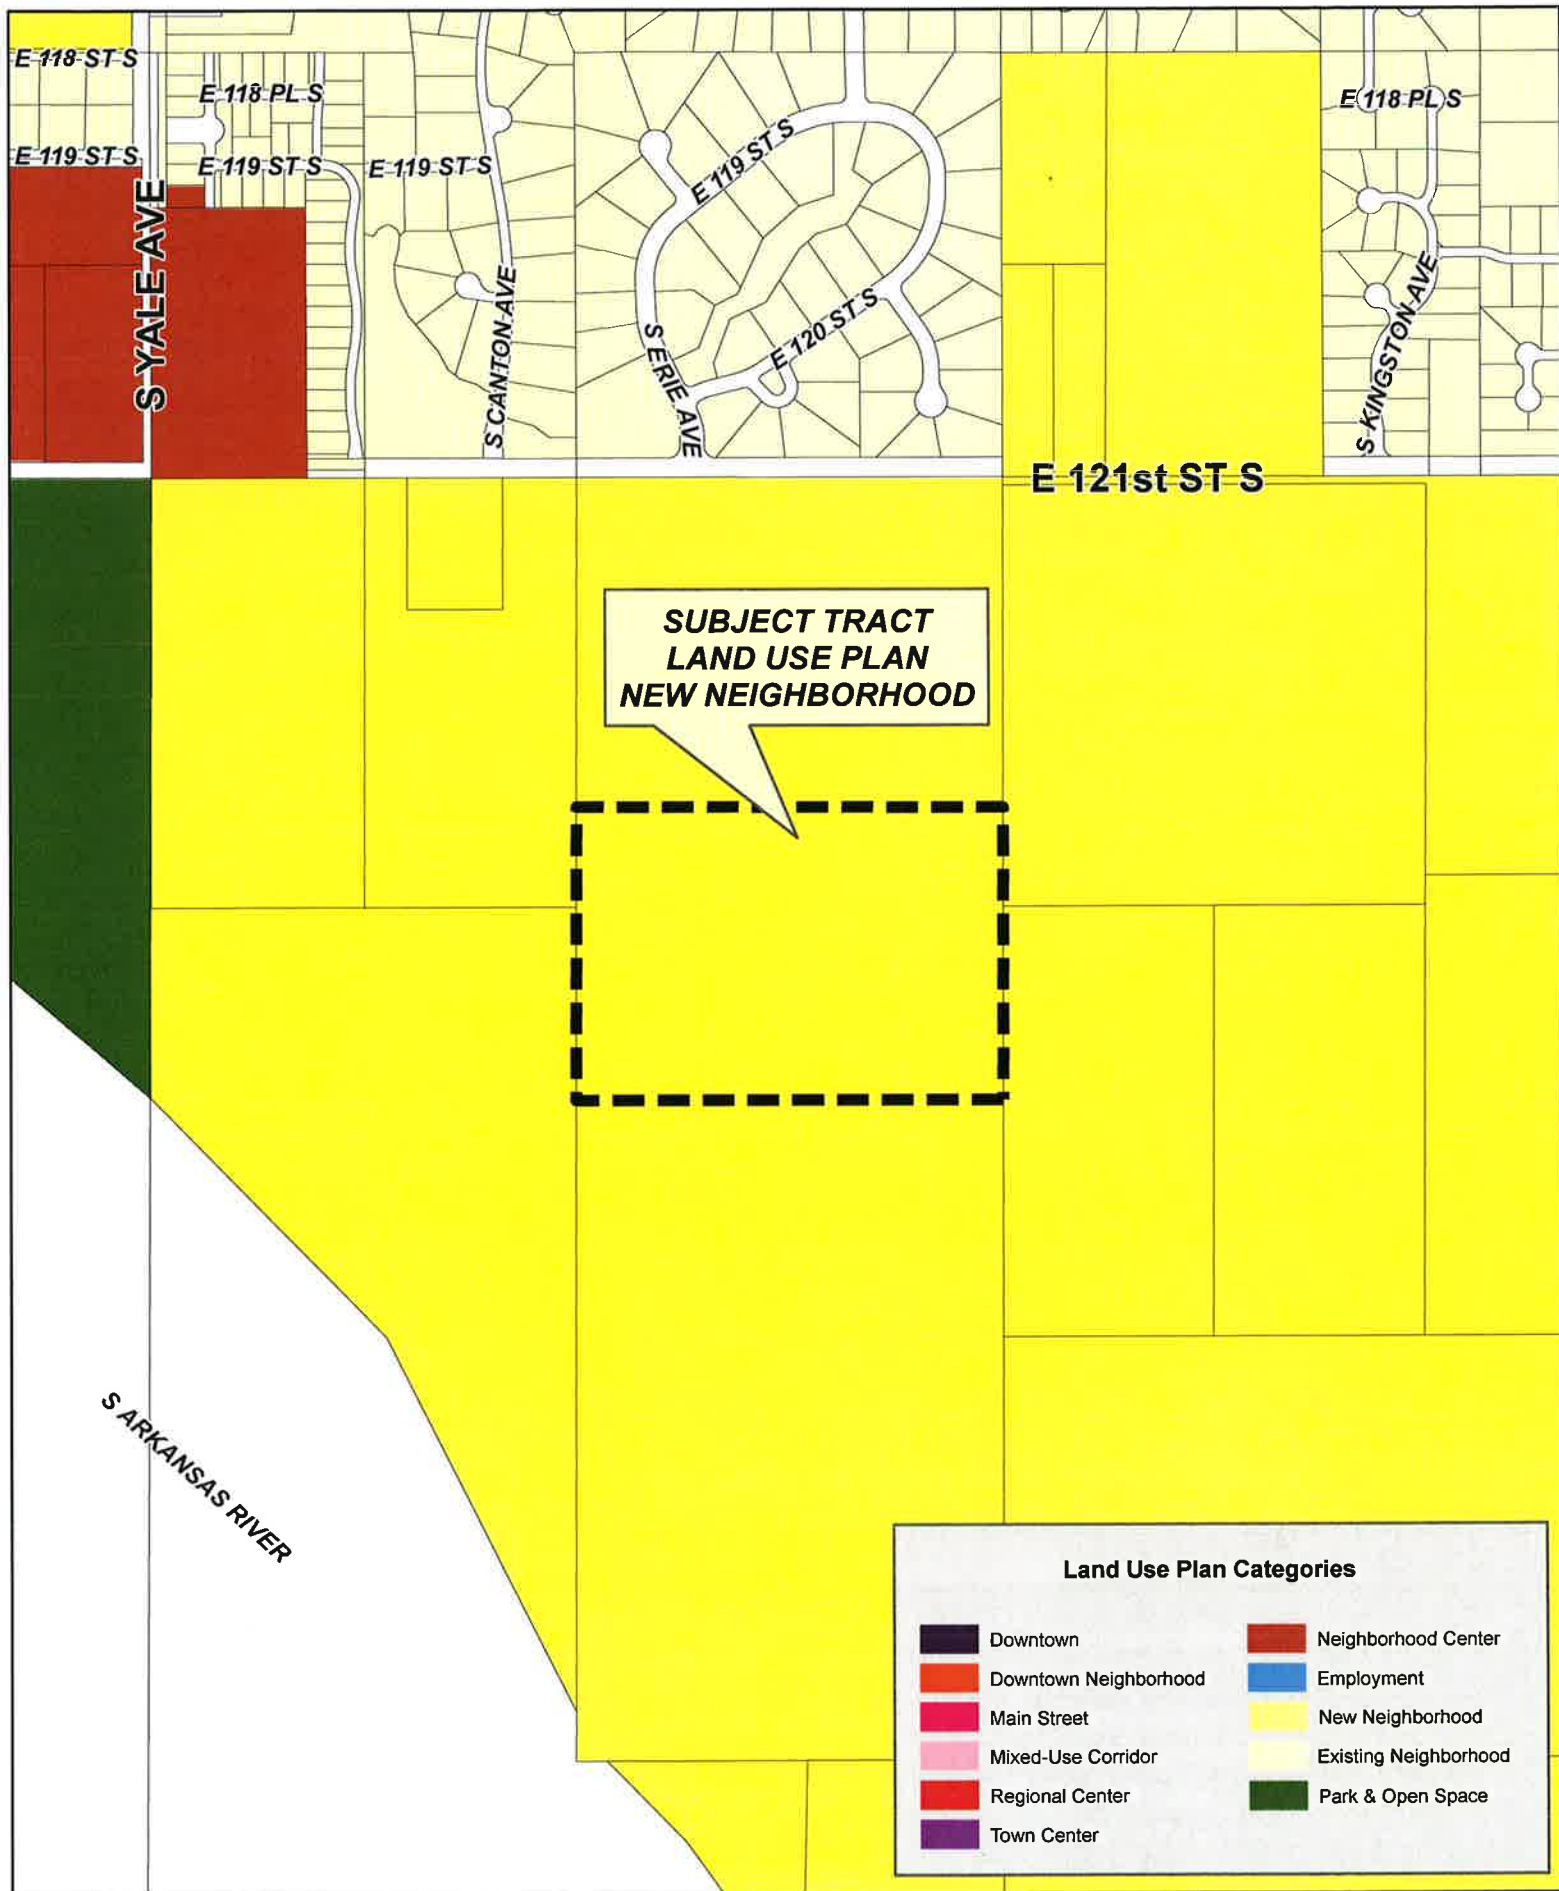 E 118 ST S
E 118 PL S
E 118 PL S
E 119 ST S
E 119 ST S
E 119 ST S
E 119 ST S
S YALE AVE
S CANTON AVE
S ERIE AVE
E 120 ST S
S KINGSTON AVE
E 121st ST S
SUBJECT TRACT
LAND USE PLAN
NEW NEIGHBORHOOD
S ARKANSAS RIVER
Land Use Plan Categories
Downtown
Downtown Neighborhood
Main Street
Mixed-Use Corridor
Regional Center
Town Center
Neighborhood Center
Employment
New Neighborhood
Existing Neighborhood
Park & Open Space